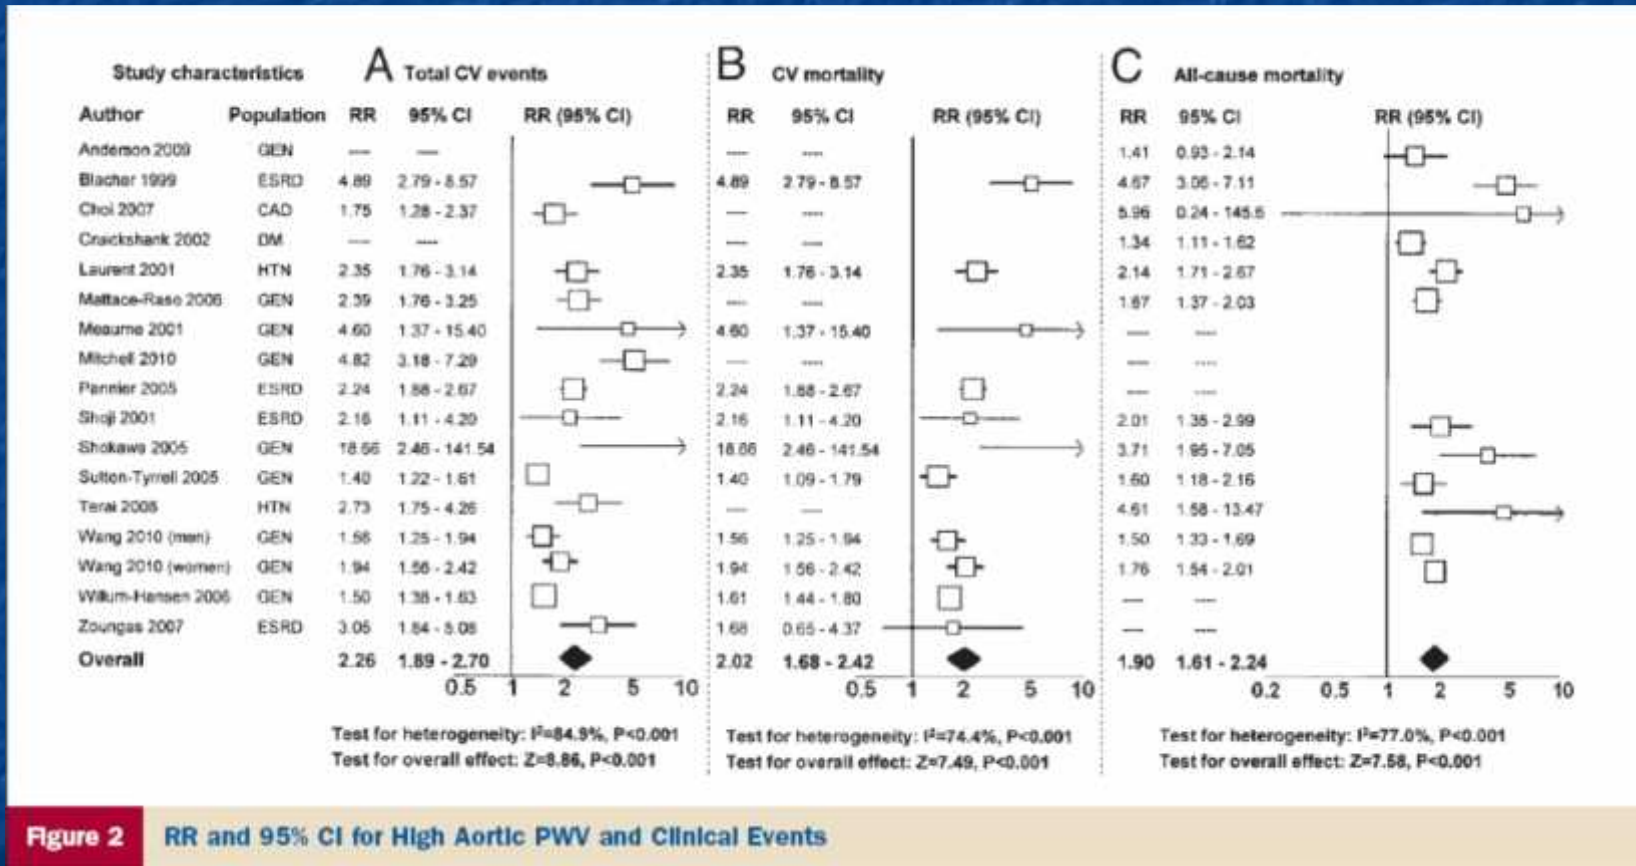 Study characteristics A Total CV events B CV mortality C All-cause mortality
Author Population RR 95% CI RR (95% CI) RR 95% CI RR (95% CI) RR 95% CI RR (95% CI)
Anderson 2009 GEN ---- ---- ---- ---- 1.41 0.93 - 2.14
Blacher 1999 ESRD 4.89 2.79 - 8.57 4.89 2.79 - 8.57 4.67 3.06 - 7.11
Choi 2007 CAD 1.75 1.28 - 2.37 ---- ---- 5.96 0.24 - 145.6
Cruickshank 2002 DM ---- ---- ---- ---- 1.34 1.11 - 1.62
Laurent 2001 HTN 2.35 1.76 - 3.14 2.35 1.76 - 3.14 2.14 1.71 - 2.67
Mattace-Raso 2006 GEN 2.39 1.76 - 3.25 ---- ---- 1.67 1.37 - 2.03
Meaume 2001 GEN 4.60 1.37 - 15.40 4.60 1.37 - 15.40 ---- ----
Mitchell 2010 GEN 4.82 3.18 - 7.29 ---- ---- ---- ----
Pannier 2005 ESRD 2.24 1.88 - 2.67 2.24 1.88 - 2.67 ---- ----
Shoji 2001 ESRD 2.16 1.11 - 4.20 2.16 1.11 - 4.20 2.01 1.35 - 2.99
Shokawa 2005 GEN 18.66 2.46 - 141.54 18.66 2.46 - 141.54 3.71 1.95 - 7.05
Sutton-Tyrrell 2005 GEN 1.40 1.22 - 1.61 1.40 1.09 - 1.79 1.60 1.18 - 2.16
Terai 2008 HTN 2.73 1.75 - 4.26 ---- ---- 4.61 1.58 - 13.47
Wang 2010 (men) GEN 1.56 1.25 - 1.94 1.56 1.25 - 1.94 1.50 1.33 - 1.69
Wang 2010 (women) GEN 1.94 1.56 - 2.42 1.94 1.56 - 2.42 1.76 1.54 - 2.01
Willum-Hansen 2006 GEN 1.50 1.38 - 1.63 1.61 1.44 - 1.80 ---- ----
Zoungas 2007 ESRD 3.05 1.84 - 5.08 1.68 0.65 - 4.37 ---- ----
Overall 2.26 1.89 - 2.70 2.02 1.68 - 2.42 1.90 1.61 - 2.24
0.5 1 2 5 10 0.5 1 2 5 10 0.2 0.5 1 2 5 10
Test for heterogeneity: I²=84.9%, P<0.001 Test for heterogeneity: I²=74.4%, P<0.001 Test for heterogeneity: I²=77.0%, P<0.001
Test for overall effect: Z=8.86, P<0.001 Test for overall effect: Z=7.49, P<0.001 Test for overall effect: Z=7.58, P<0.001
Figure 2 RR and 95% CI for High Aortic PWV and Clinical Events